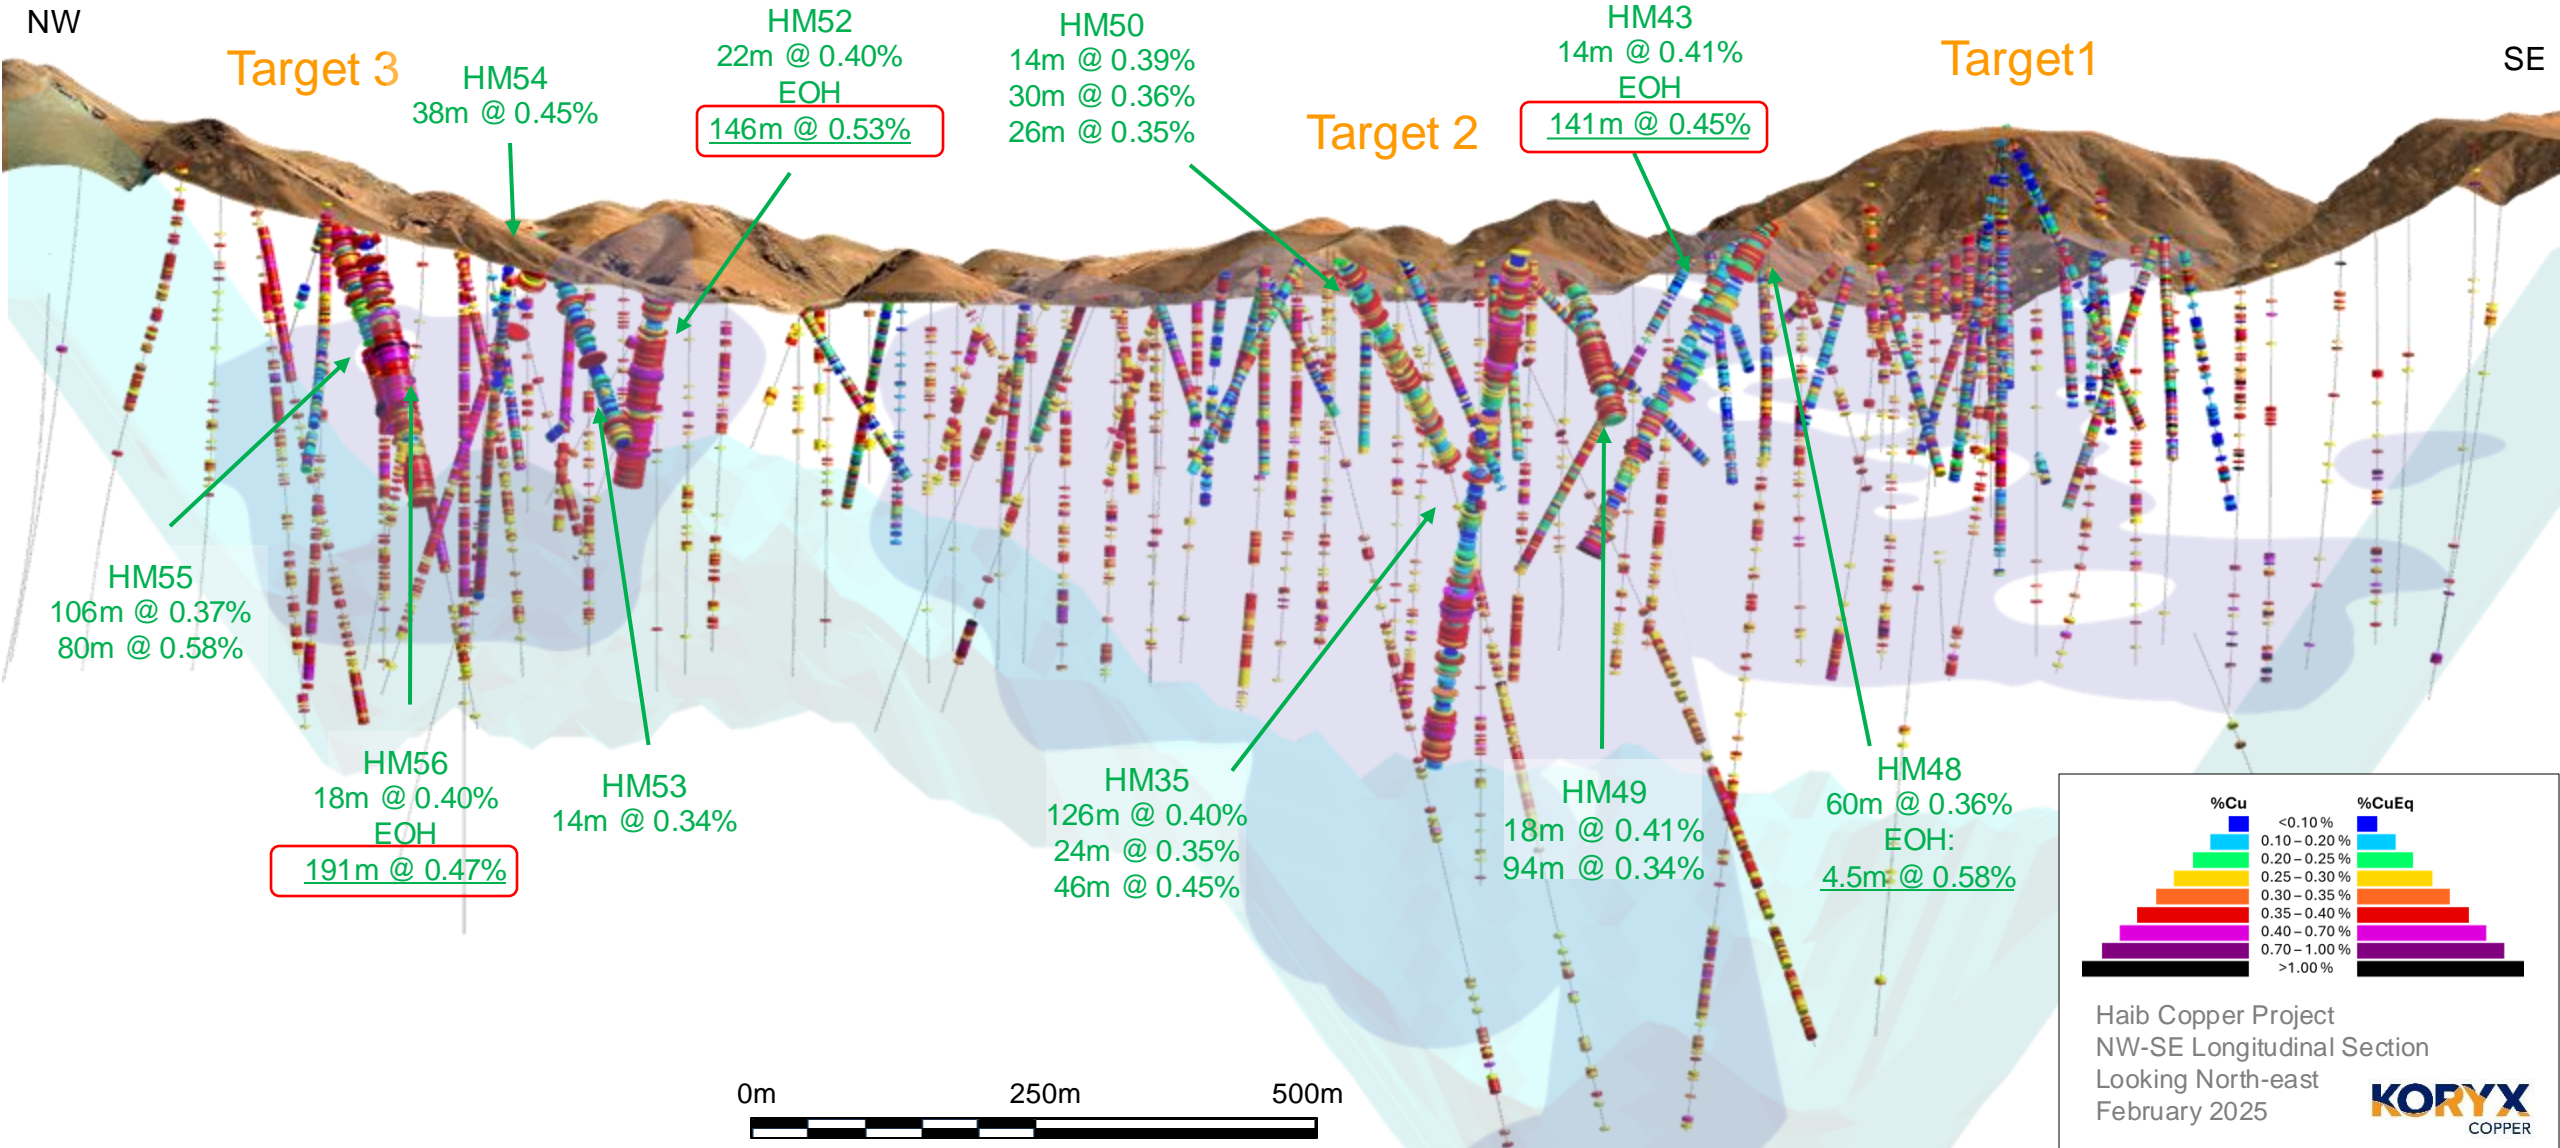 NW
SE
Target 3
Target 2
Target1
HM54
38m @ 0.45%
HM52
22m @ 0.40%
EOH
146m @ 0.53%
HM50
14m @ 0.39%
30m @ 0.36%
26m @ 0.35%
HM43
14m @ 0.41%
EOH
141m @ 0.45%
HM55
106m @ 0.37%
80m @ 0.58%
HM56
18m @ 0.40%
EOH
191m @ 0.47%
HM53
14m @ 0.34%
HM35
126m @ 0.40%
24m @ 0.35%
46m @ 0.45%
HM49
18m @ 0.41%
94m @ 0.34%
HM48
60m @ 0.36%
EOH:
4.5m @ 0.58%
0m 250m 500m
%Cu %CuEq
<0.10 %
0.10 – 0.20 %
0.20 – 0.25 %
0.25 – 0.30 %
0.30 – 0.35 %
0.35 – 0.40 %
0.40 – 0.70 %
0.70 – 1.00 %
>1.00 %
Haib Copper Project
NW-SE Longitudinal Section
Looking North-east
February 2025
KORYX
COPPER